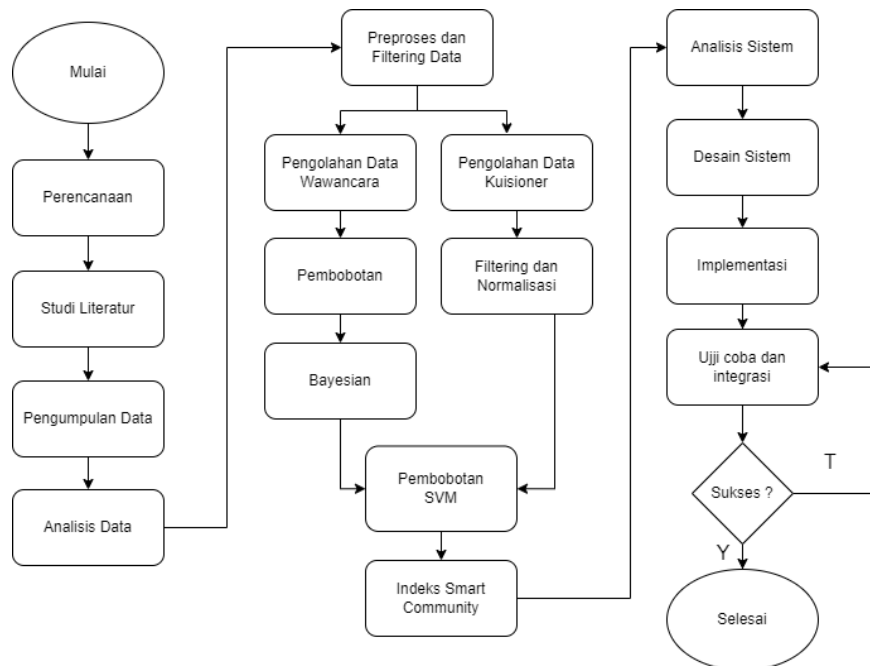 Mulai
Perencanaan
Studi Literatur
Pengumpulan Data
Analisis Data
Preproses dan
Filtering Data
Pengolahan Data
Wawancara
Pembobotan
Bayesian
Pengolahan Data
Kuisioner
Filtering dan
Normalisasi
Pembobotan
SVM
Indeks Smart
Community
Analisis Sistem
Desain Sistem
Implementasi
Ujji coba dan
integrasi
Sukses ?
T
Y
Selesai